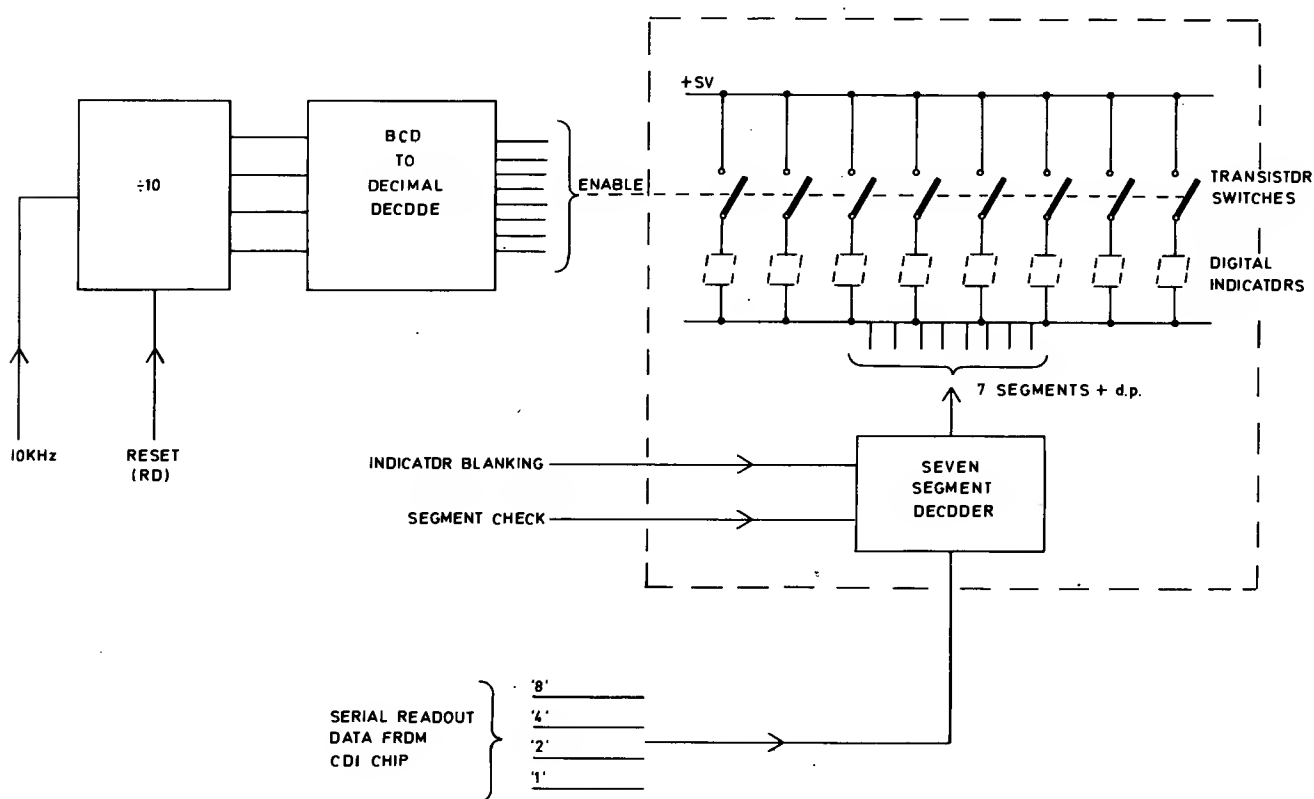 +SV
÷10
BCD
TO
DECIMAL
DECDDE
ENABLE
TRANSISTDR
SWITCHES
DIGITAL
INDICATDRS
7 SEGMENTS + d.p.
10KHz
RESET
(RD)
INDICATDR BLANKING
SEGMENT CHECK
SEVEN
SEGMENT
DECDDER
SERIAL READOUT
DATA FRDM
CDI CHIP
'8'
'4'
'2'
'1'